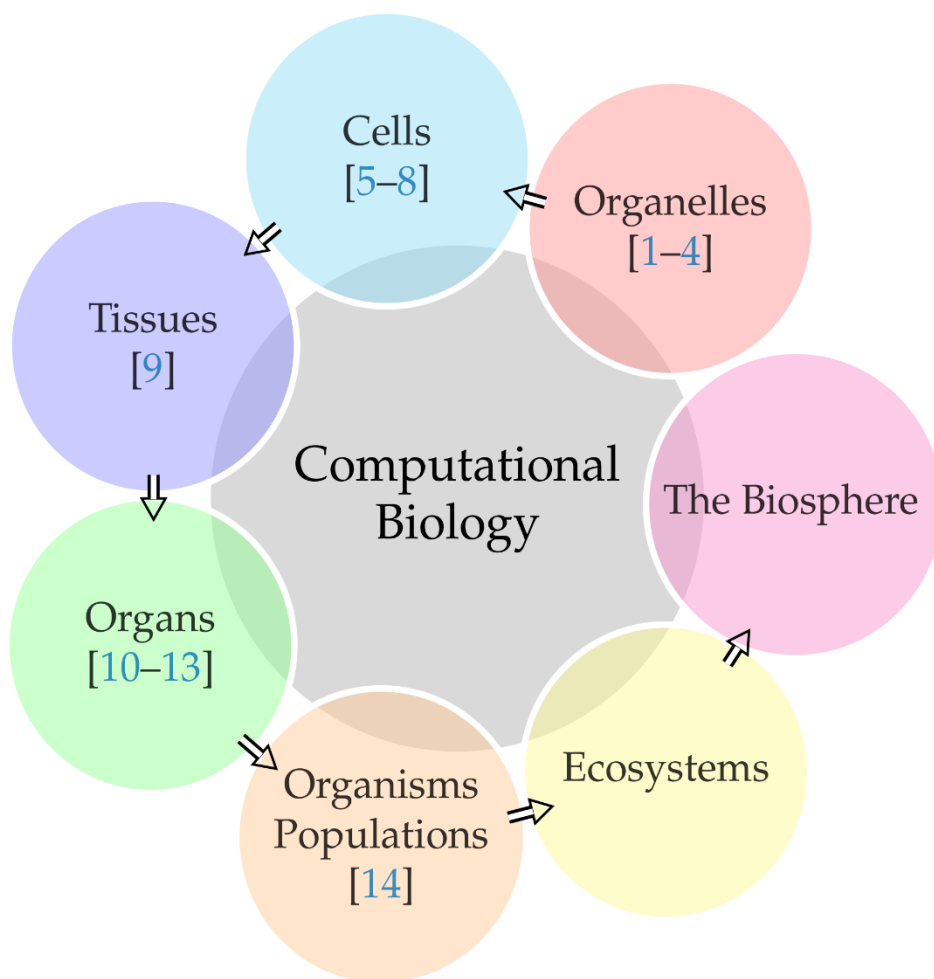 Cells
[5–8]
Organelles
[1–4]
Tissues
[9]
Computational
Biology
The Biosphere
Organs
[10–13]
Organisms
Populations
[14]
Ecosystems